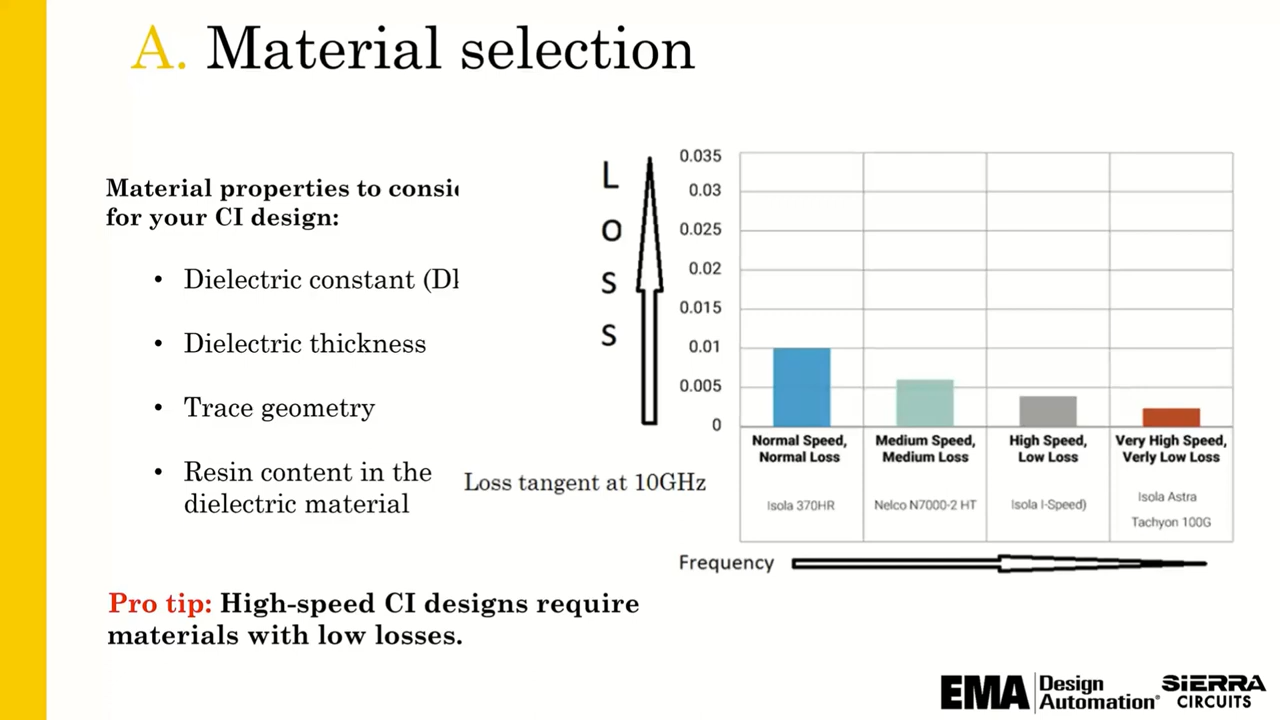 A. Material selection
Material properties to consi
for your CI design:
• Dielectric constant (D
• Dielectric thickness
• Trace geometry
• Resin content in the
dielectric material
Pro tip: High-speed CI designs require
materials with low losses.
L
O
S
S
0.035
0.03
0.025
0.02
0.015
0.01
0.005
0
Normal Speed,
Normal Loss
Medium Speed,
Medium Loss
High Speed,
Low Loss
Very High Speed,
Verly Low Loss
Loss tangent at 10GHz
Isola 370HR
Nelco N7000-2 HT
Isola I-Speed)
Isola Astra
Tachyon 100G
Frequency
EMA Design
Automation®
SIERRA
CIRCUITS